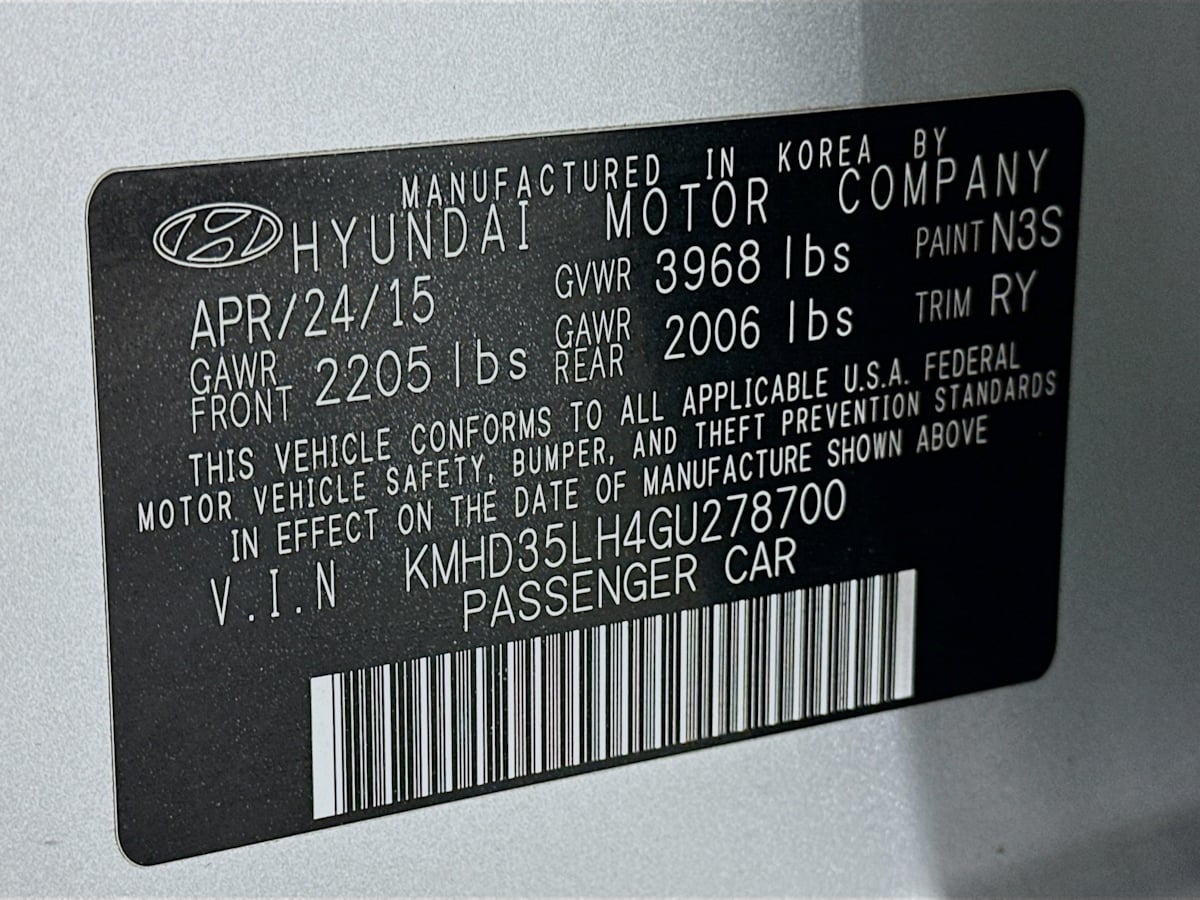 MANUFACTURED IN KOREA BY
HYUNDAI MOTOR COMPANY
APR/24/15 GVWR 3968 lbs PAINT N3S
GAWR FRONT 2205 lbs GAWR REAR 2006 lbs TRIM RY
THIS VEHICLE CONFORMS TO ALL APPLICABLE U.S.A. FEDERAL
MOTOR VEHICLE SAFETY, BUMPER, AND THEFT PREVENTION STANDARDS
IN EFFECT ON THE DATE OF MANUFACTURE SHOWN ABOVE
V.I.N KMHD35LH4GU278700
PASSENGER CAR